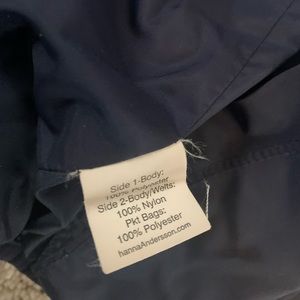 Side 1-Body:
100% Polyester
Side 2-Body/Welts:
100% Nylon
Pkt Bags:
100% Polyester
hannaAndersson.com